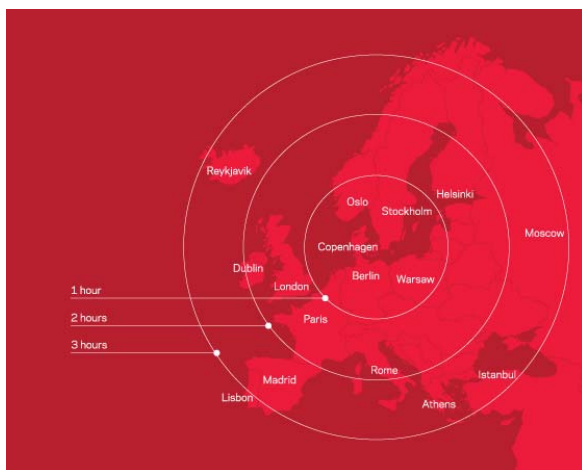 Reykjavik
Helsinki
Oslo
Stockholm
Moscow
Copenhagen
Dublin
Berlin
Warsaw
London
1 hour
2 hours
Paris
3 hours
Rome
Istanbul
Madrid
Lisbon
Athens